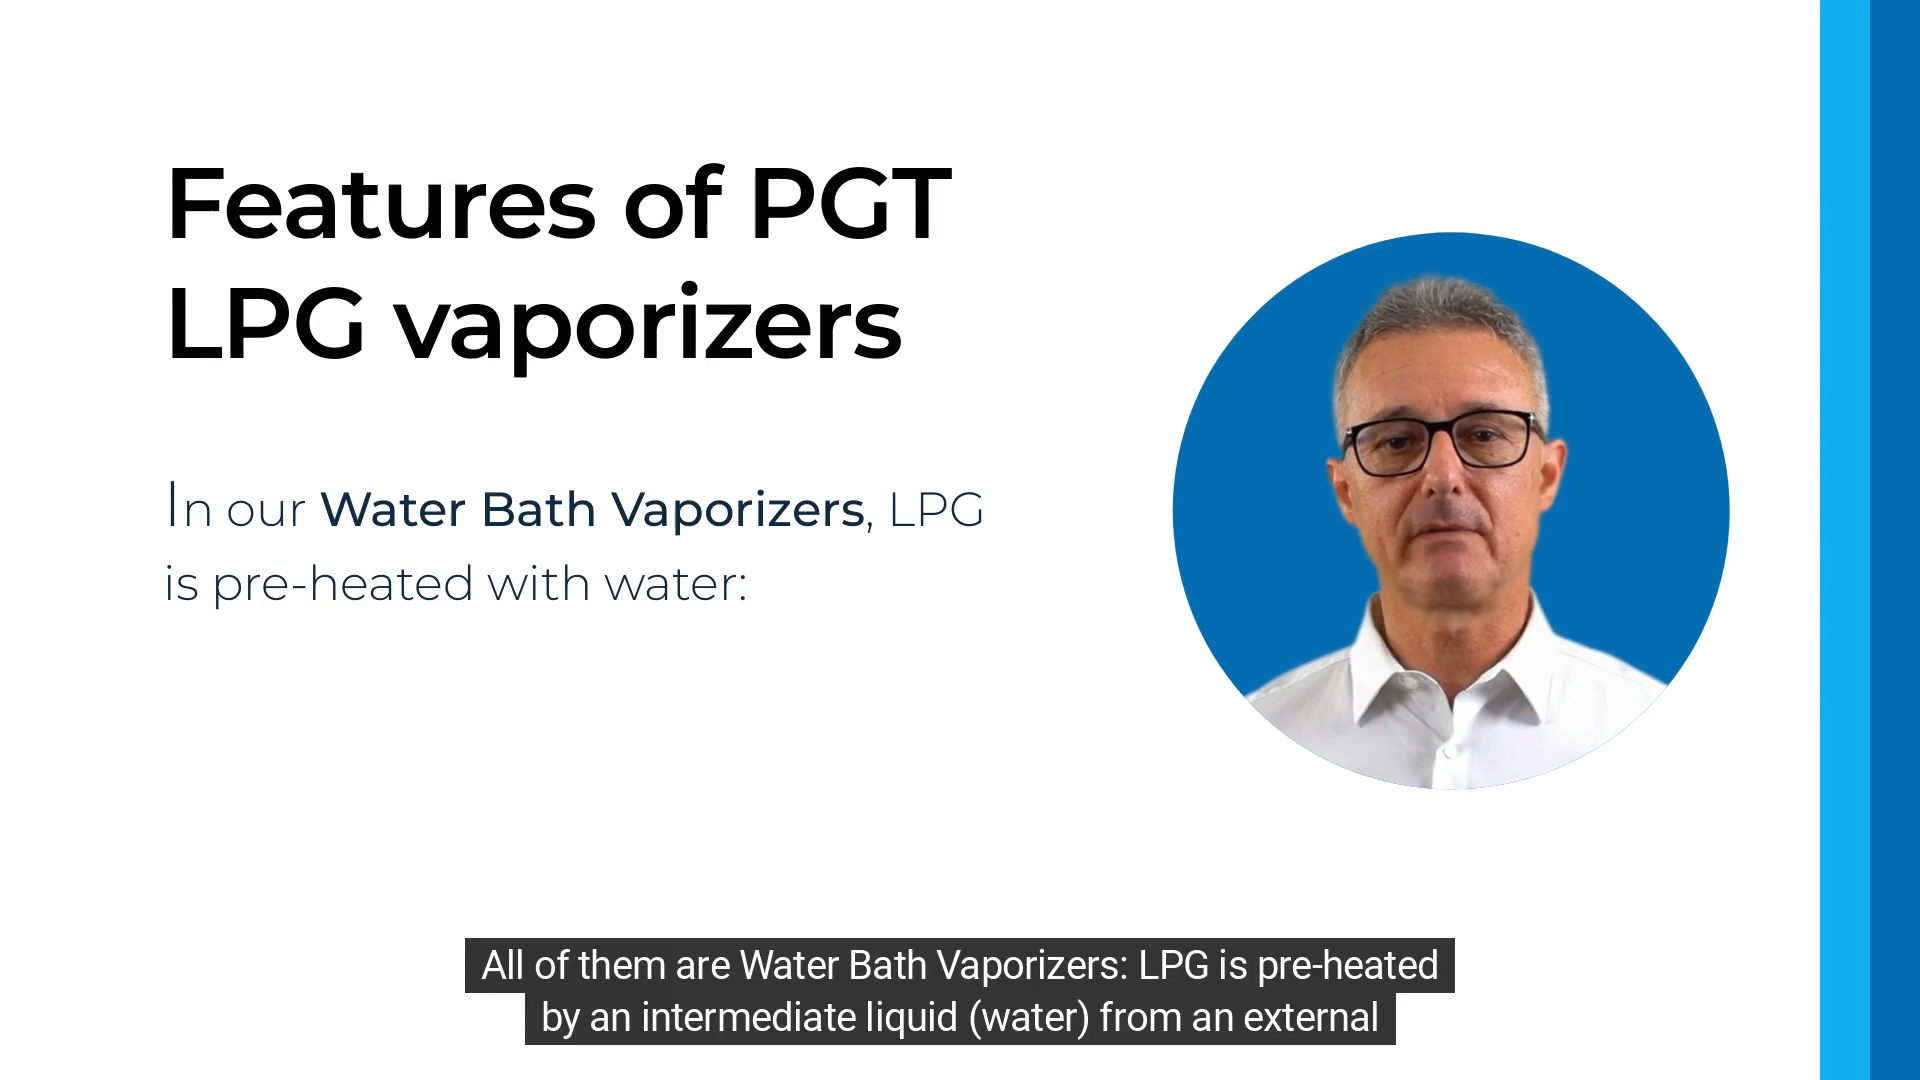 Features of PGT
LPG vaporizers
In our Water Bath Vaporizers, LPG
is pre-heated with water:
All of them are Water Bath Vaporizers: LPG is pre-heated
by an intermediate liquid (water) from an external